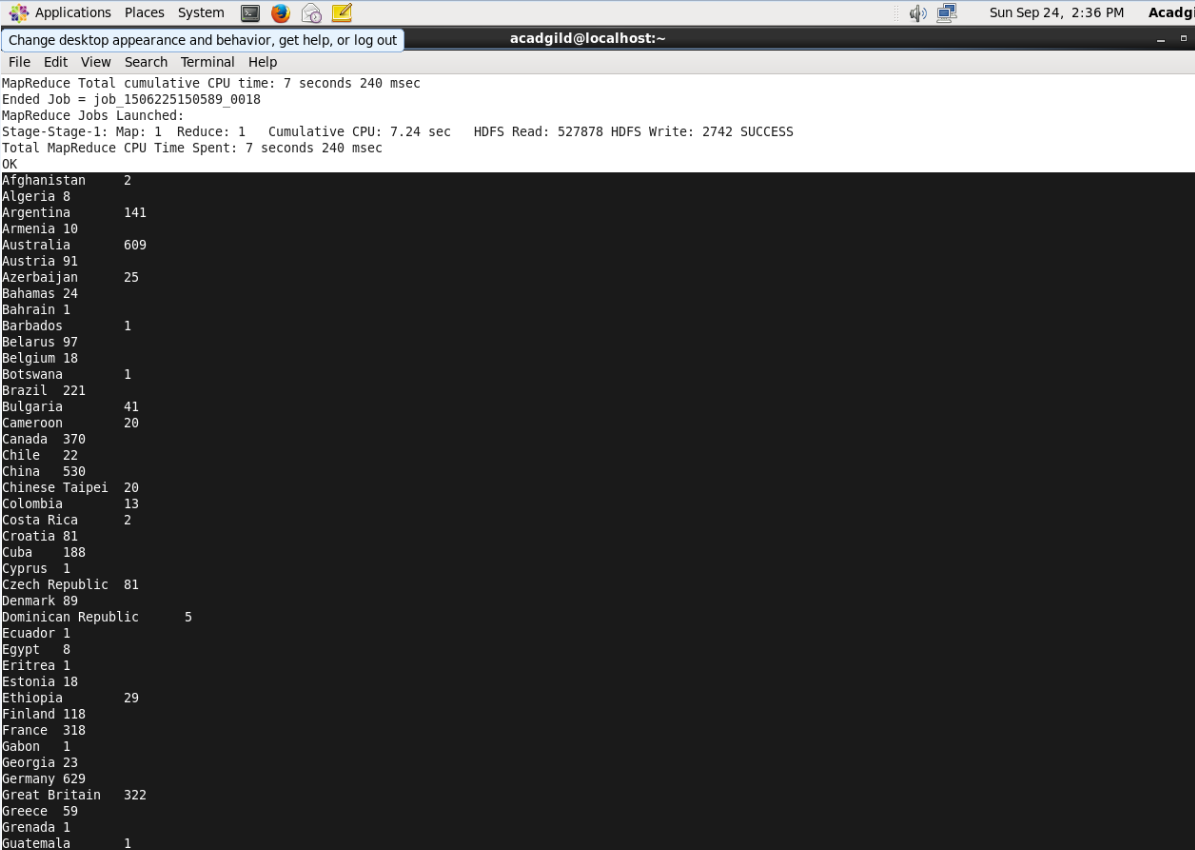 Applications Places System Sun Sep 24, 2:36 PM Acadgi
Change desktop appearance and behavior, get help, or log out acadgild@localhost:~
File Edit View Search Terminal Help
MapReduce Total cumulative CPU time: 7 seconds 240 msec
Ended Job = job_1506225150589_0018
MapReduce Jobs Launched:
Stage-Stage-1: Map: 1  Reduce: 1   Cumulative CPU: 7.24 sec   HDFS Read: 527878 HDFS Write: 2742 SUCCESS
Total MapReduce CPU Time Spent: 7 seconds 240 msec
OK
Afghanistan 2
Algeria 8
Argentina 141
Armenia 10
Australia 609
Austria 91
Azerbaijan 25
Bahamas 24
Bahrain 1
Barbados 1
Belarus 97
Belgium 18
Botswana 1
Brazil 221
Bulgaria 41
Cameroon 20
Canada 370
Chile 22
China 530
Chinese Taipei 20
Colombia 13
Costa Rica 2
Croatia 81
Cuba 188
Cyprus 1
Czech Republic 81
Denmark 89
Dominican Republic 5
Ecuador 1
Egypt 8
Eritrea 1
Estonia 18
Ethiopia 29
Finland 118
France 318
Gabon 1
Georgia 23
Germany 629
Great Britain 322
Greece 59
Grenada 1
Guatemala 1